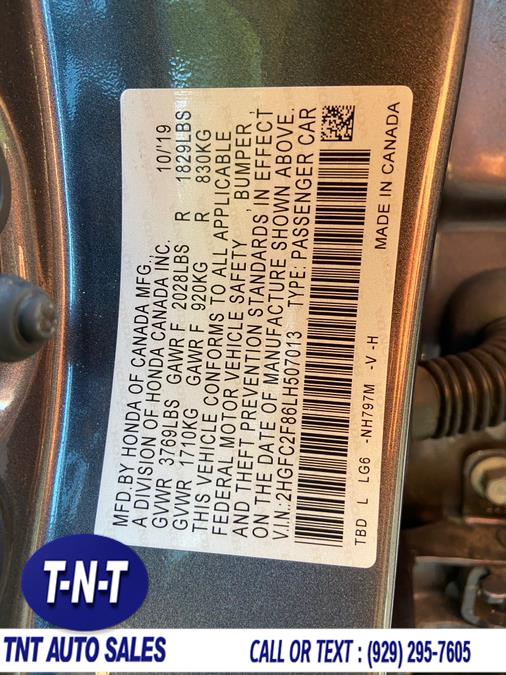 MFD.BY HONDA OF CANADA MFG., 10/19
A DIVISION OF HONDA CANADA INC.
GVWR 3769LBS GAWR F 2028LBS R 1829LBS
GVWR 1710KG GAWR F 920KG R 830KG
THIS VEHICLE CONFORMS TO ALL APPLICABLE
FEDERAL MOTOR VEHICLE SAFETY , BUMPER ,
AND THEFT PREVENTION STANDARDS IN EFFECT
ON THE DATE OF MANUFACTURE SHOWN ABOVE.
V.I.N.:2HGFC2F86LH507013 TYPE: PASSENGER CAR
TBD L LG6 -NH797M -V -H MADE IN CANADA
T-N-T
TNT AUTO SALES CALL OR TEXT : (929) 295-7605